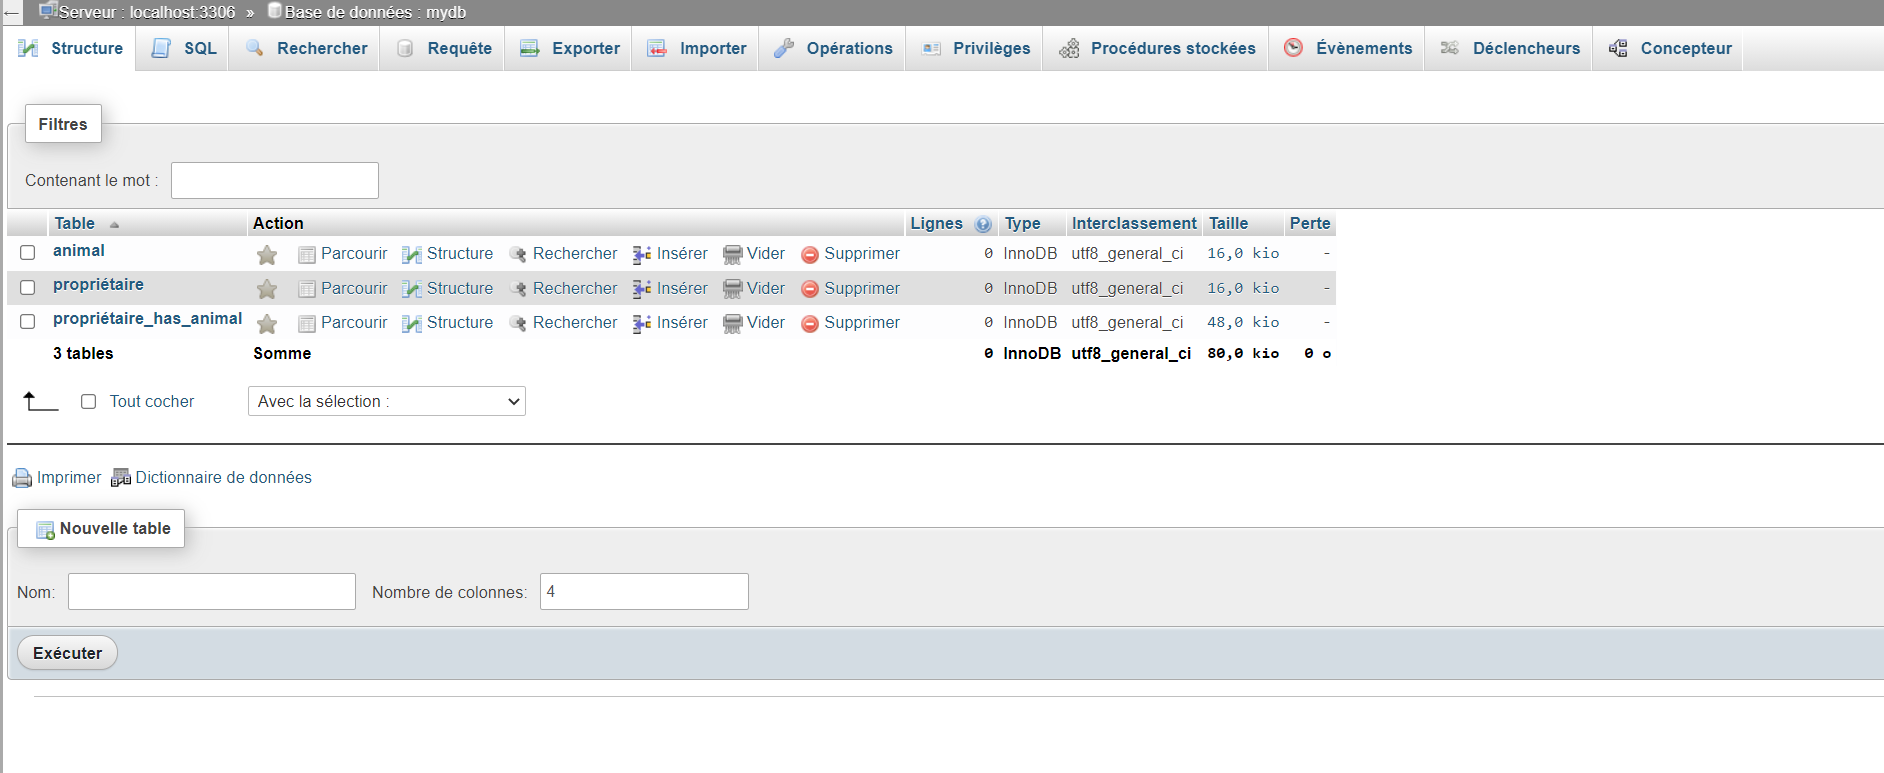 Serveur : localhost:3306 » Base de données : mydb
Structure SQL Rechercher Requête Exporter Importer Opérations Privilèges Procédures stockées Évènements Déclencheurs Concepteur
Filtres
Contenant le mot :
Table Action Lignes Type Interclassement Taille Perte
animal Parcourir Structure Rechercher Insérer Vider Supprimer 0 InnoDB utf8_general_ci 16,0 kio -
propriétaire Parcourir Structure Rechercher Insérer Vider Supprimer 0 InnoDB utf8_general_ci 16,0 kio -
propriétaire_has_animal Parcourir Structure Rechercher Insérer Vider Supprimer 0 InnoDB utf8_general_ci 48,0 kio -
3 tables Somme 0 InnoDB utf8_general_ci 80,0 kio 0 o
Tout cocher Avec la sélection :
Imprimer Dictionnaire de données
Nouvelle table
Nom: Nombre de colonnes: 4
Exécuter